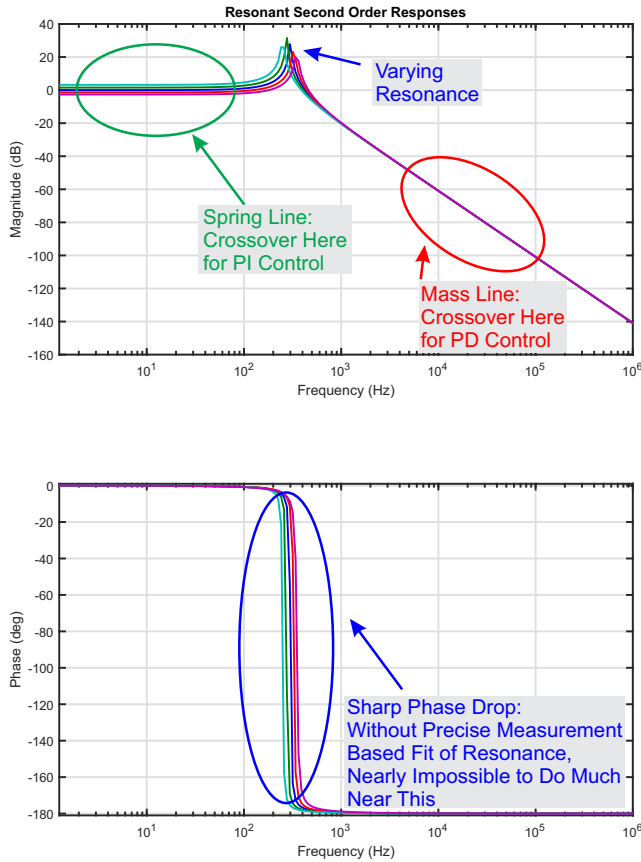 Resonant Second Order Responses
40
20
0
-20
-40
-60
-80
-100
-120
-140
-160
Magnitude (dB)
Varying
Resonance
Spring Line:
Crossover Here
for PI Control
Mass Line:
Crossover Here
for PD Control
10^1
10^2
10^3
10^4
10^5
10^6
Frequency (Hz)
0
-20
-40
-60
-80
-100
-120
-140
-160
-180
Phase (deg)
Sharp Phase Drop:
Without Precise Measurement
Based Fit of Resonance,
Nearly Impossible to Do Much
Near This
10^1
10^2
10^3
10^4
10^5
10^6
Frequency (Hz)